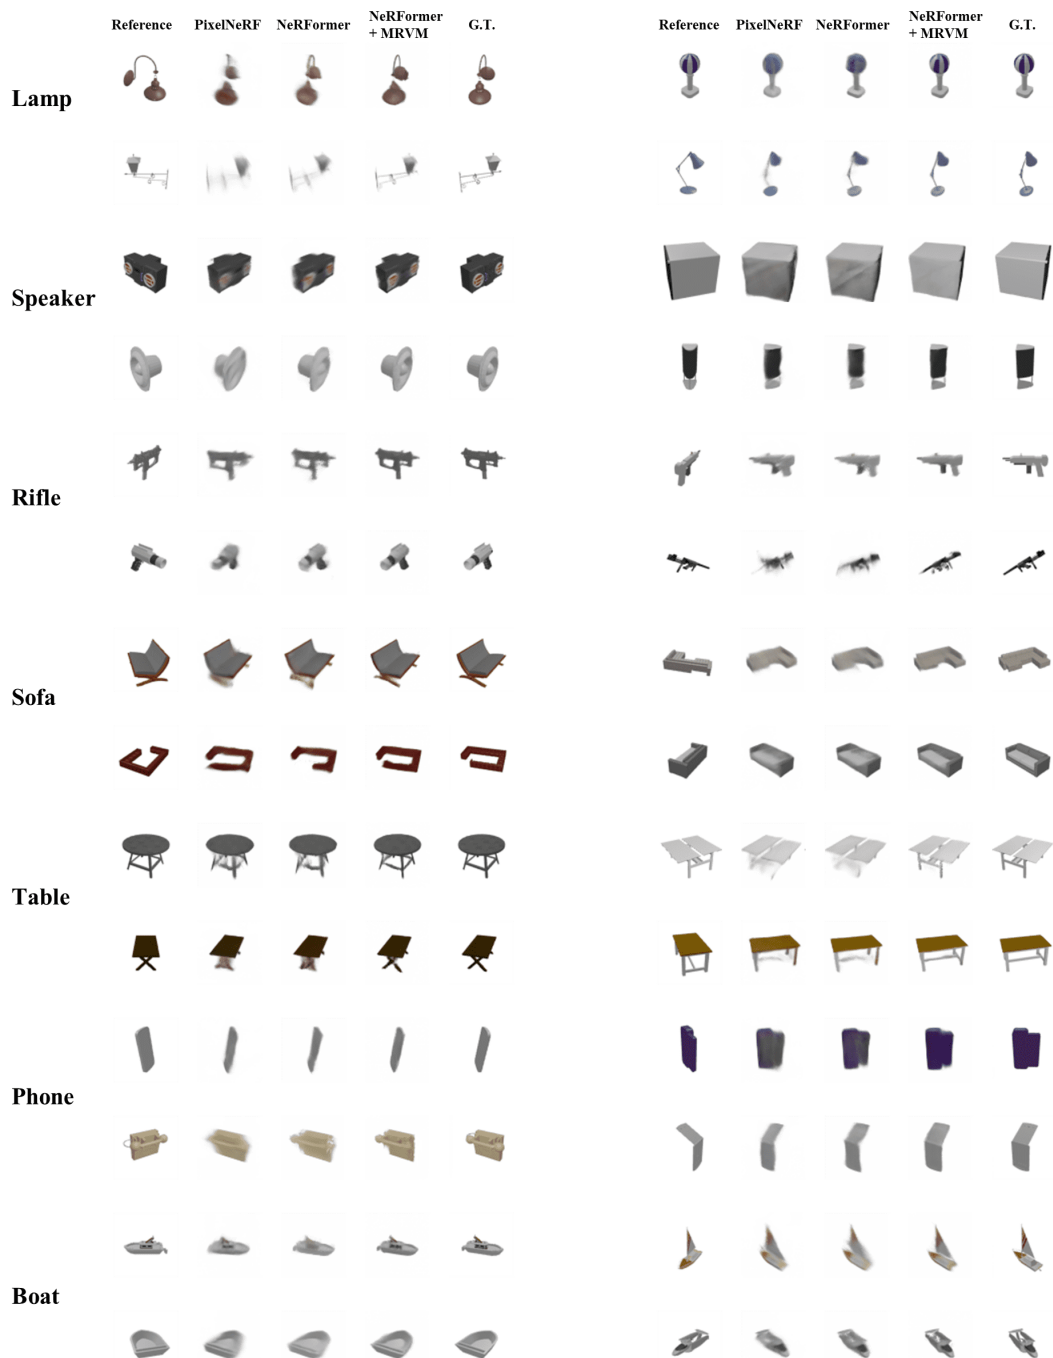 Reference PixelNeRF NeRFormer NeRFormer + MRVM G.T. Reference PixelNeRF NeRFormer NeRFormer + MRVM G.T.
Lamp
Speaker
Rifle
Sofa
Table
Phone
Boat